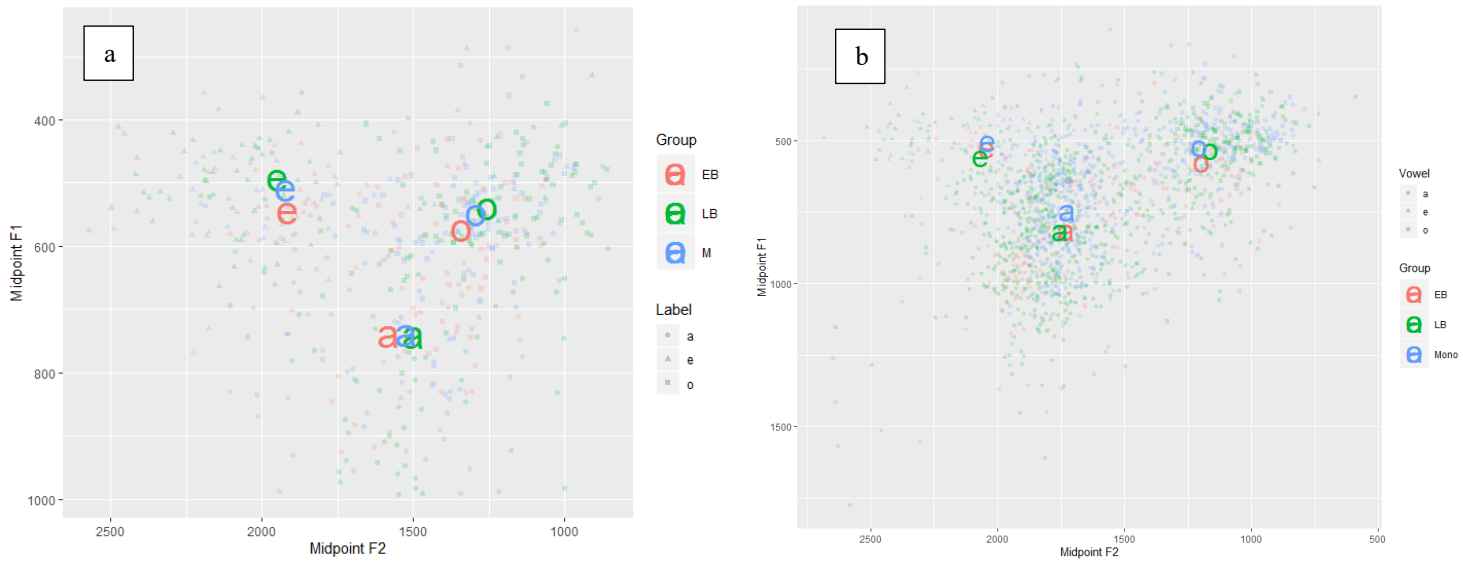 a
400
600
800
1000
Midpoint F1
e
e
e
o
o
o
a
a
a
2500
2000
1500
1000
Midpoint F2
Group
a
e
EB
a
e
LB
a
e
M
Label
a
e
o
b
500
1000
1500
Midpoint F1
e
e
e
o
o
o
a
a
a
2500
2000
1500
1000
500
Midpoint F2
Vowel
a
e
o
Group
a
e
EB
a
e
LB
a
e
Mono